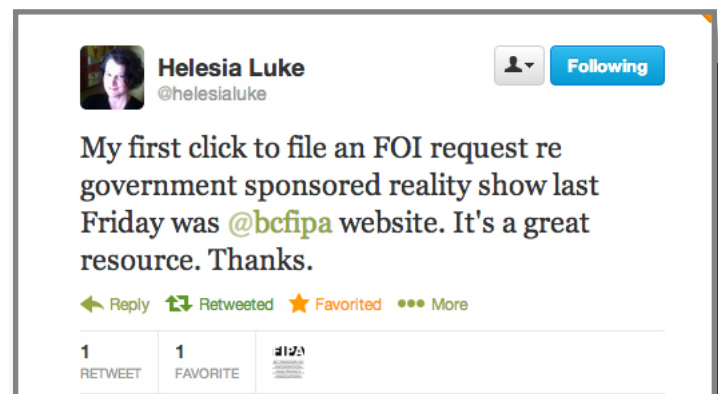 Helesia Luke
@helesialuke
Following
My first click to file an FOI request re
government sponsored reality show last
Friday was @bcfipa website. It's a great
resource. Thanks.
Reply Retweeted Favorited More
1 1 FIPA
RETWEET FAVORITE